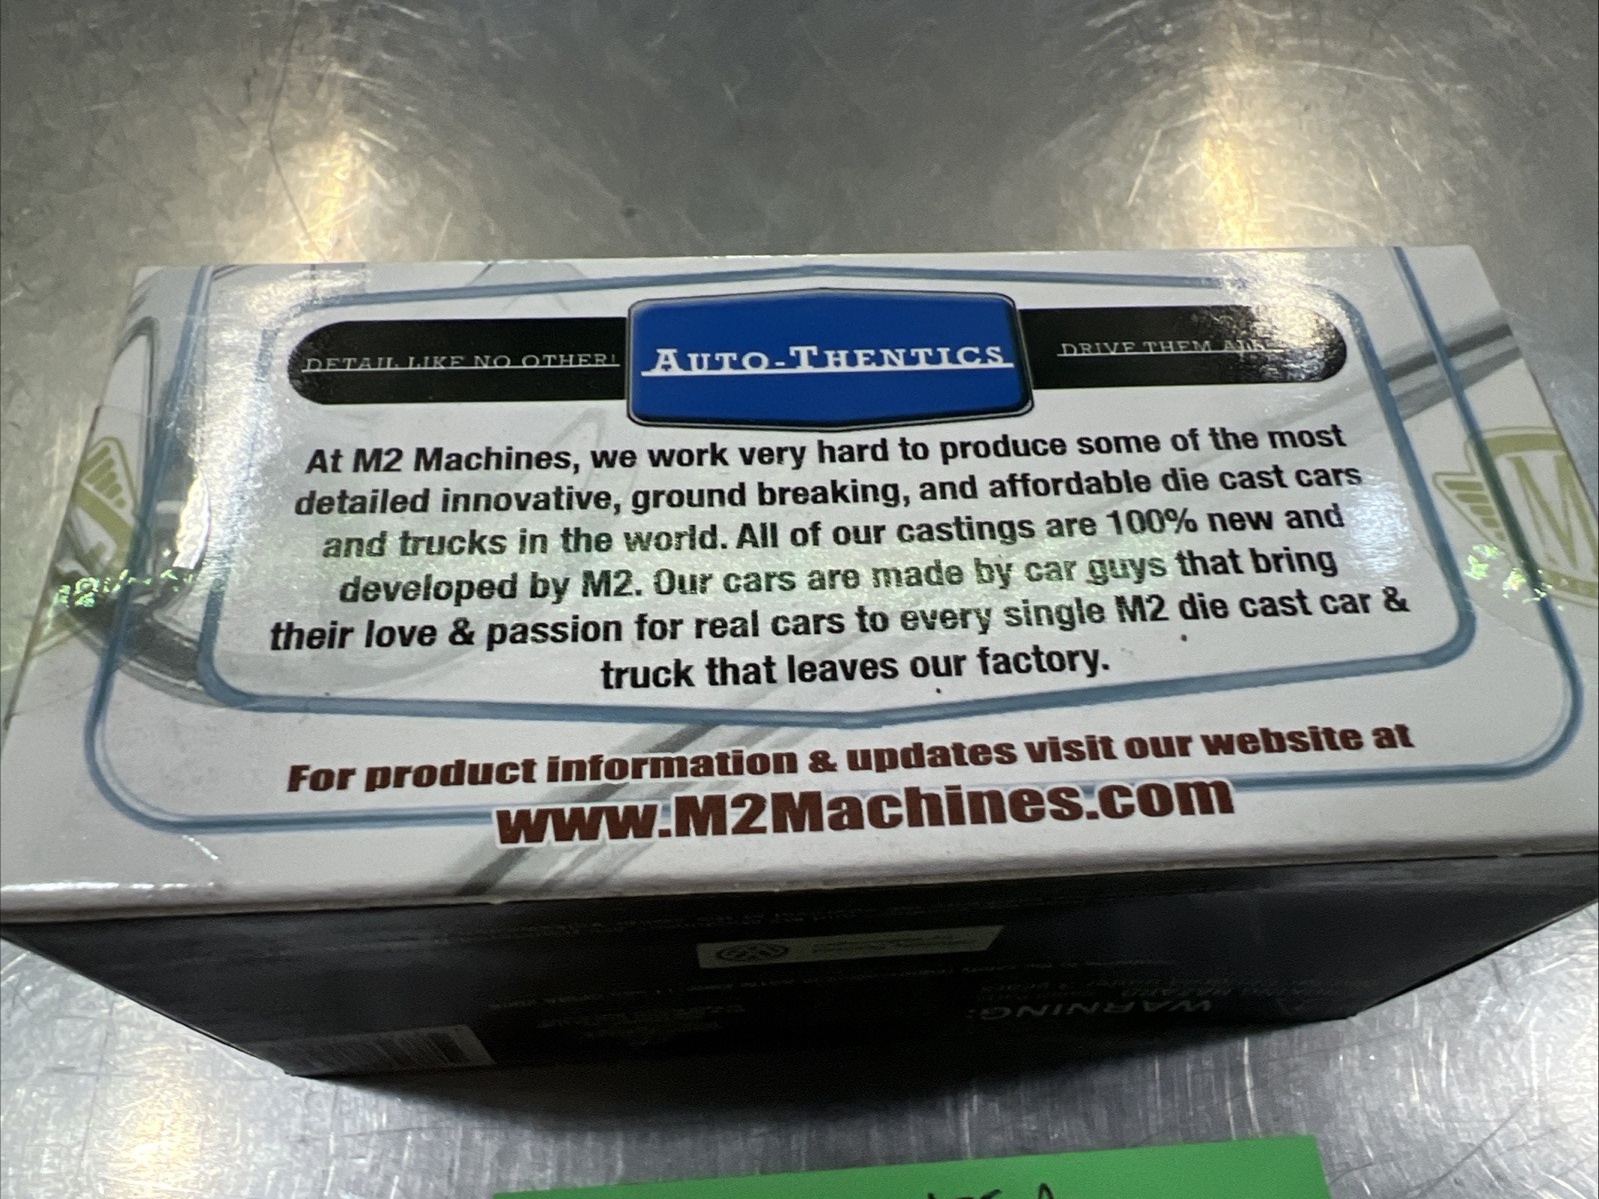 DETAIL LIKE NO OTHER!
AUTO-THENTICS
DRIVE THEM ALL
At M2 Machines, we work very hard to produce some of the most
detailed innovative, ground breaking, and affordable die cast cars
and trucks in the world. All of our castings are 100% new and
developed by M2. Our cars are made by car guys that bring
their love & passion for real cars to every single M2 die cast car &
truck that leaves our factory.
For product information & updates visit our website at
www.M2Machines.com
M
WARNING: